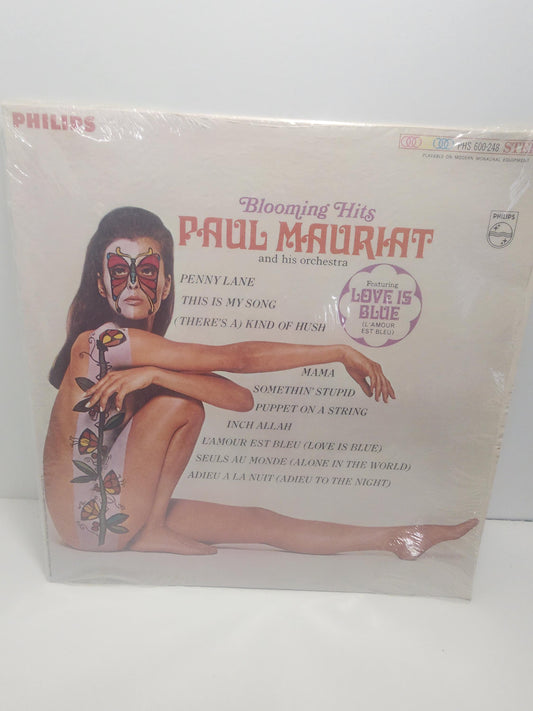 PHILIPS
PHS 600-248 STE
PLAYABLE ON MODERN MONAURAL EQUIPMENT
PHILIPS
Blooming Hits
PAUL MAURIAT
and his orchestra
PENNY LANE
THIS IS MY SONG
(THERE'S A) KIND OF HUSH
Featuring
LOVE IS
BLUE
(L'AMOUR
EST BLEU)
MAMA
SOMETHIN' STUPID
PUPPET ON A STRING
INCH ALLAH
L'AMOUR EST BLEU (LOVE IS BLUE)
SEULS AU MONDE (ALONE IN THE WORLD)
ADIEU A LA NUIT (ADIEU TO THE NIGHT)